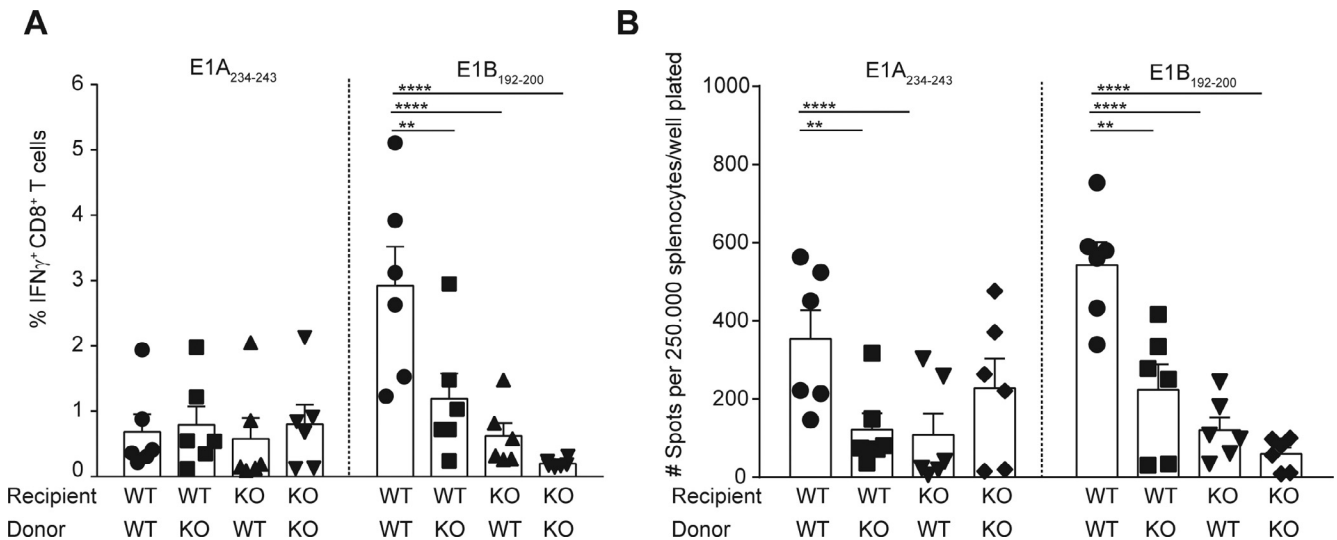 A
E1A234-243
E1B192-200
% IFNγ+ CD8+ T cells
6
5
4
3
2
1
0
****
****
**
Recipient WT WT KO KO WT WT KO KO
Donor WT KO WT KO WT KO WT KO
B
E1A234-243
E1B192-200
# Spots per 250.000 splenocytes/well plated
1000
800
600
400
200
0
****
**
****
****
**
Recipient WT WT KO KO WT WT KO KO
Donor WT KO WT KO WT KO WT KO